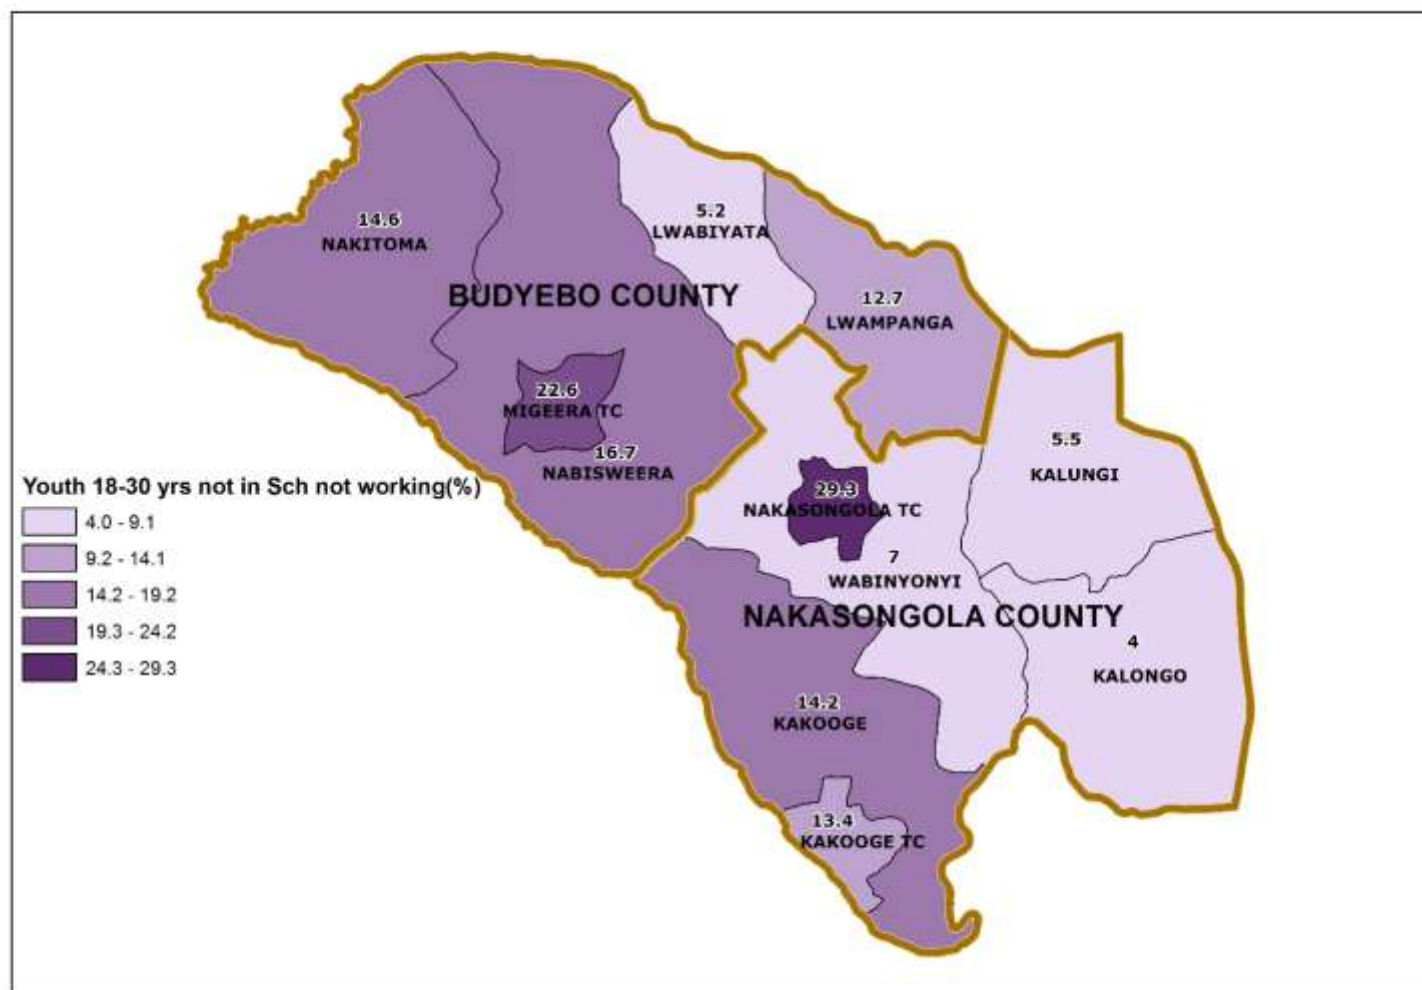 14.6
NAKITOMA
5.2
LWABIYATA
BUDYEBO COUNTY
12.7
LWAMPANGA
22.6
MIGEERA TC
16.7
NABISWEERA
5.5
KALUNGI
29.3
NAKASONGOLA TC
7
WABINYONYI
NAKASONGOLA COUNTY
4
KALONGO
14.2
KAKOOGE
13.4
KAKOOGE TC
Youth 18-30 yrs not in Sch not working(%)
4.0 - 9.1
9.2 - 14.1
14.2 - 19.2
19.3 - 24.2
24.3 - 29.3